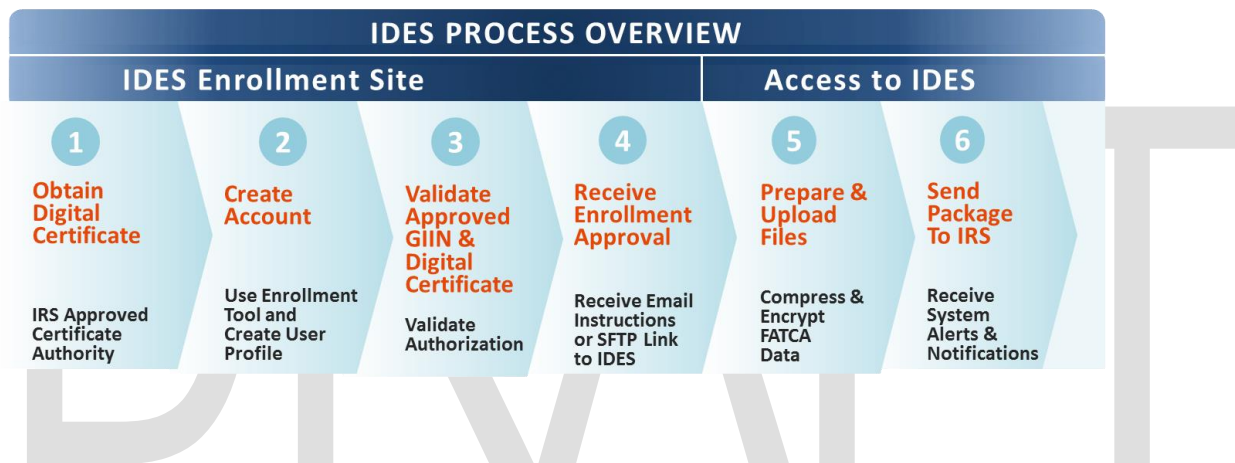 IDES PROCESS OVERVIEW
IDES Enrollment Site
Access to IDES
1
Obtain
Digital
Certificate
IRS Approved
Certificate
Authority
2
Create
Account
Use Enrollment
Tool and
Create User
Profile
3
Validate
Approved
GIIN &
Digital
Certificate
Validate
Authorization
4
Receive
Enrollment
Approval
Receive Email
Instructions
or SFTP Link
to IDES
5
Prepare &
Upload
Files
Compress &
Encrypt
FATCA
Data
6
Send
Package
To IRS
Receive
System
Alerts &
Notifications
DRAFT